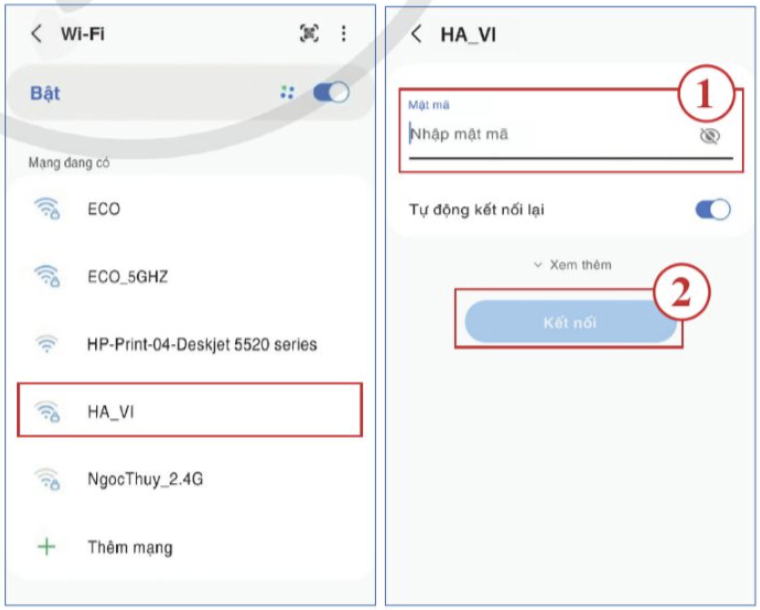 Wi-Fi
Bật
Mạng đang có
ECO
ECO_5GHZ
HP-Print-04-Deskjet 5520 series
HA_VI
NgocThuy_2.4G
Thêm mạng
HA_VI
1
Mật mã
Nhập mật mã
Tự động kết nối lại
Xem thêm
2
Kết nối